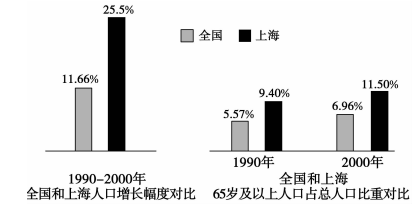 25.5%
全国 上海
11.66%
11.50%
9.40%
6.96%
5.57%
1990年 2000年
1990-2000年 全国和上海
全国和上海人口增长幅度对比 65岁及以上人口占总人口比重对比